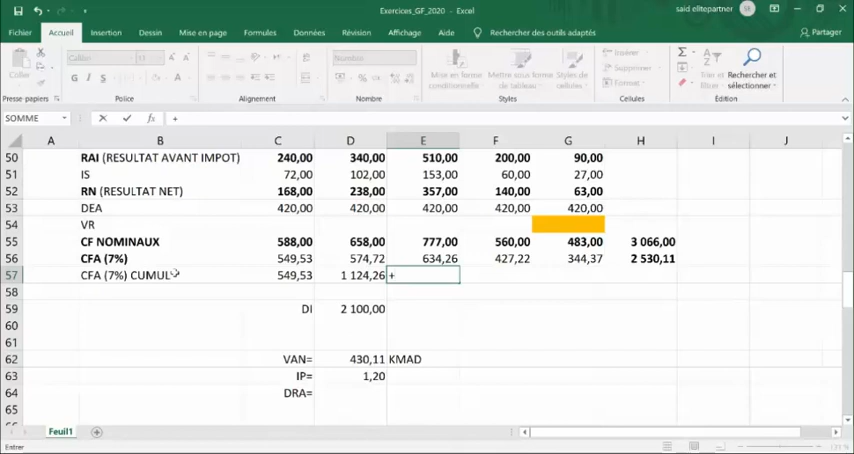 Exercices_GF_2020 – Excel
said elltepartner
Fichier Accueil Insertion Dessin Mise en page Formules Données Révision Affichage Aide Rechercher des outils adaptés Partager
Coller Calibri 11 G I S Standard Mise en forme conditionnelle Mettre sous forme de tableau Styles de cellules Insérer Supprimer Format Trier et filtrer Rechercher et sélectionner
Presse-papiers Police Alignement Nombre Styles Cellules Édition
SOMME fx +
A B C D E F G H I J
50 RAI (RESULTAT AVANT IMPOT) 240,00 340,00 510,00 200,00 90,00
51 IS 72,00 102,00 153,00 60,00 27,00
52 RN (RESULTAT NET) 168,00 238,00 357,00 140,00 63,00
53 DEA 420,00 420,00 420,00 420,00 420,00
54 VR
55 CF NOMINAUX 588,00 658,00 777,00 560,00 483,00 3 066,00
56 CFA (7%) 549,53 574,72 634,26 427,22 344,37 2 530,11
57 CFA (7%) CUMUL 549,53 1 124,26 +
58
59 DI 2 100,00
60
61
62 VAN= 430,11 KMAD
63 IP= 1,20
64 DRA=
65
Feuil1
Entrer